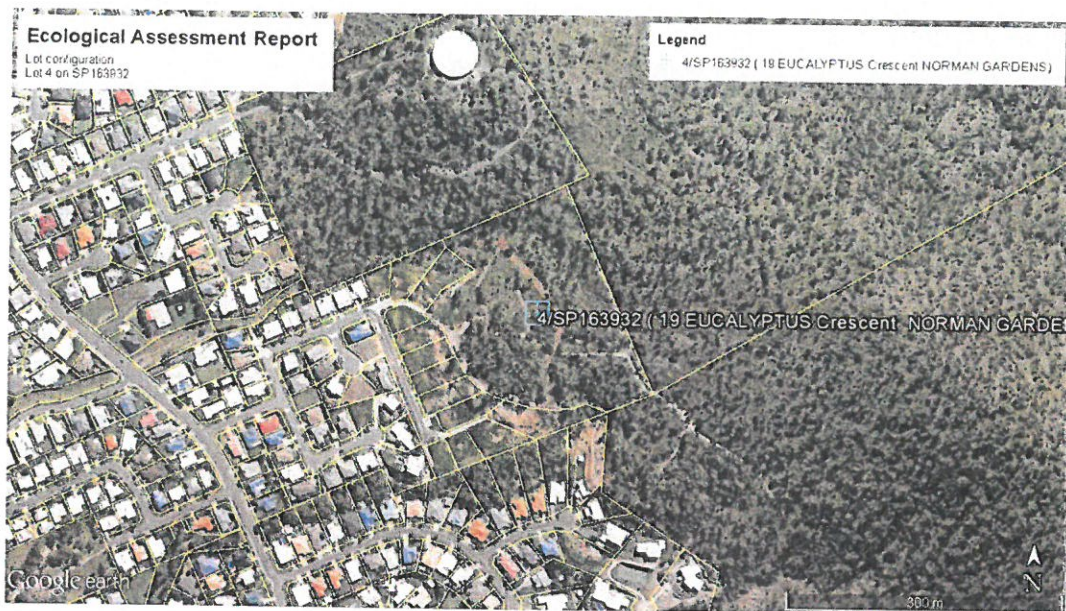 Ecological Assessment Report
Lot configuration
Lot 4 on SP163932
Legend
4/SP163932 ( 19 EUCALYPTUS Crescent NORMAN GARDENS)
4/SP163932 ( 19 EUCALYPTUS Crescent NORMAN GARDE
Google earth
N
300 m